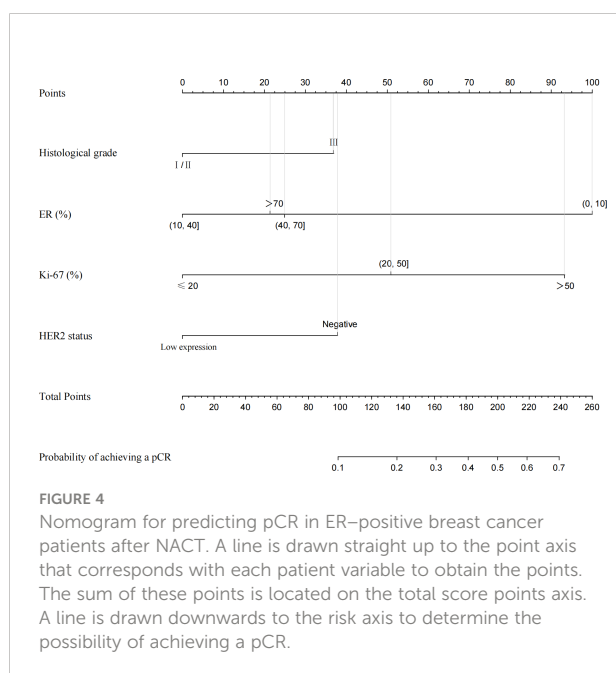 Points
0 10 20 30 40 50 60 70 80 90 100
Histological grade
III
I / II
ER (%)
>70
(0, 10]
(10, 40]
(40, 70]
Ki-67 (%)
(20, 50]
≤ 20
>50
HER2 status
Negative
Low expression
Total Points
0 20 40 60 80 100 120 140 160 180 200 220 240 260
Probability of achieving a pCR
0.1 0.2 0.3 0.4 0.5 0.6 0.7
FIGURE 4
Nomogram for predicting pCR in ER–positive breast cancer
patients after NACT. A line is drawn straight up to the point axis
that corresponds with each patient variable to obtain the points.
The sum of these points is located on the total score points axis.
A line is drawn downwards to the risk axis to determine the
possibility of achieving a pCR.